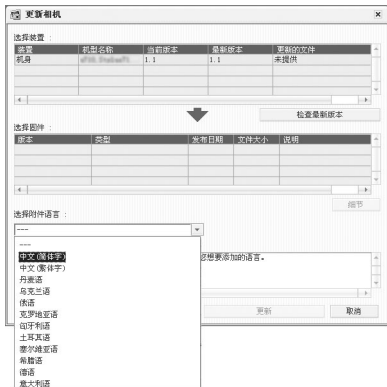 更新相机
选择装置 :
装置 机型名称 当前版本 最新版本 更新的文件
机身 1.1 1.1 未提供
检查最新版本
选择固件 :
版本 类型 发布日期 文件大小 说明
细节
选择附件语言 :
---
---
中文(简体字)
中文(繁体字)
丹麦语
乌克兰语
俄语
克罗地亚语
匈牙利语
土耳其语
塞尔维亚语
希腊语
德语
意大利语
您想要添加的语言。
更新 取消